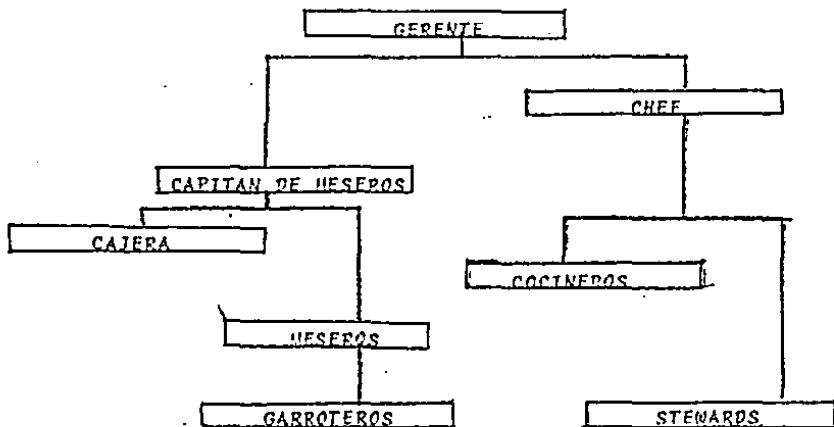 GERENTE
CHEF
CAPITAN DE MESEROS
CAJERA
COCINEROS
MESEROS
GARROTEROS
STEWARDS